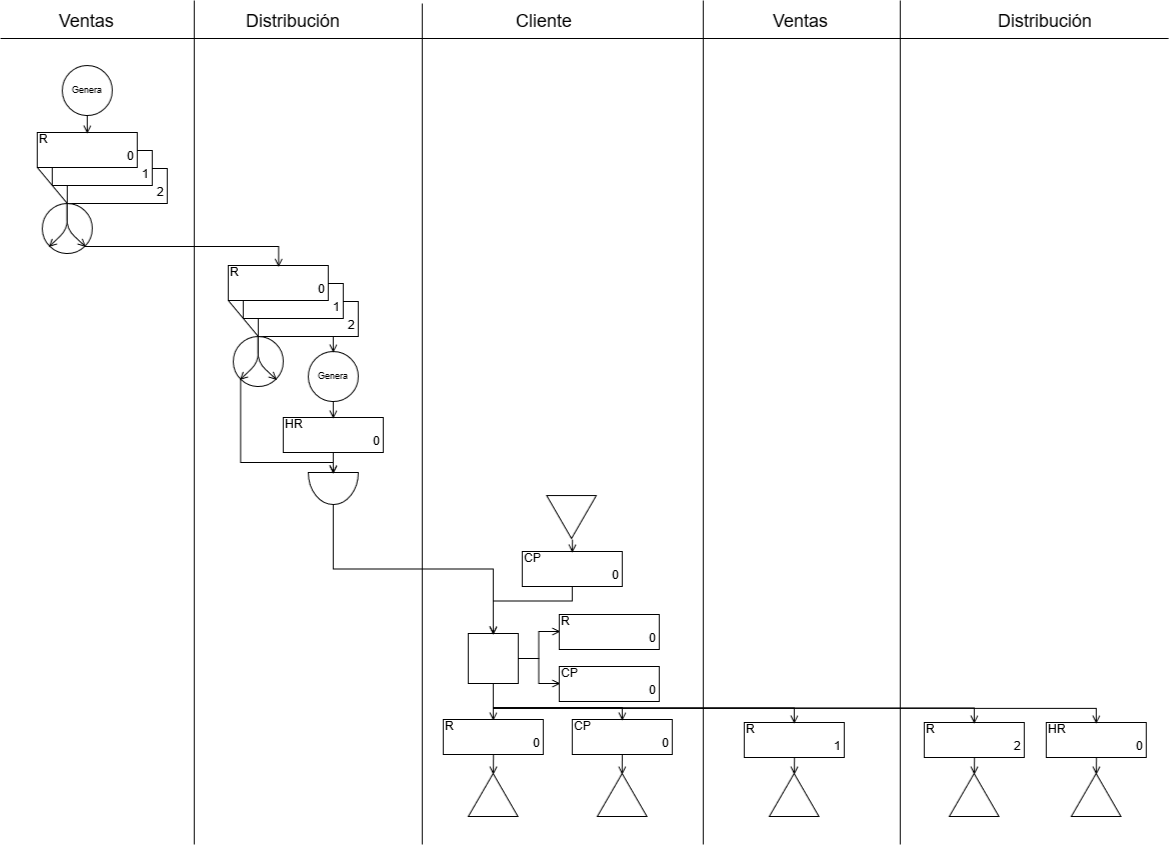 Ventas
Distribución
Cliente
Ventas
Distribución
Genera
R
0
1
2
R
0
1
2
Genera
HR
0
CP
0
R
0
CP
0
R
0
CP
0
R
1
R
2
HR
0